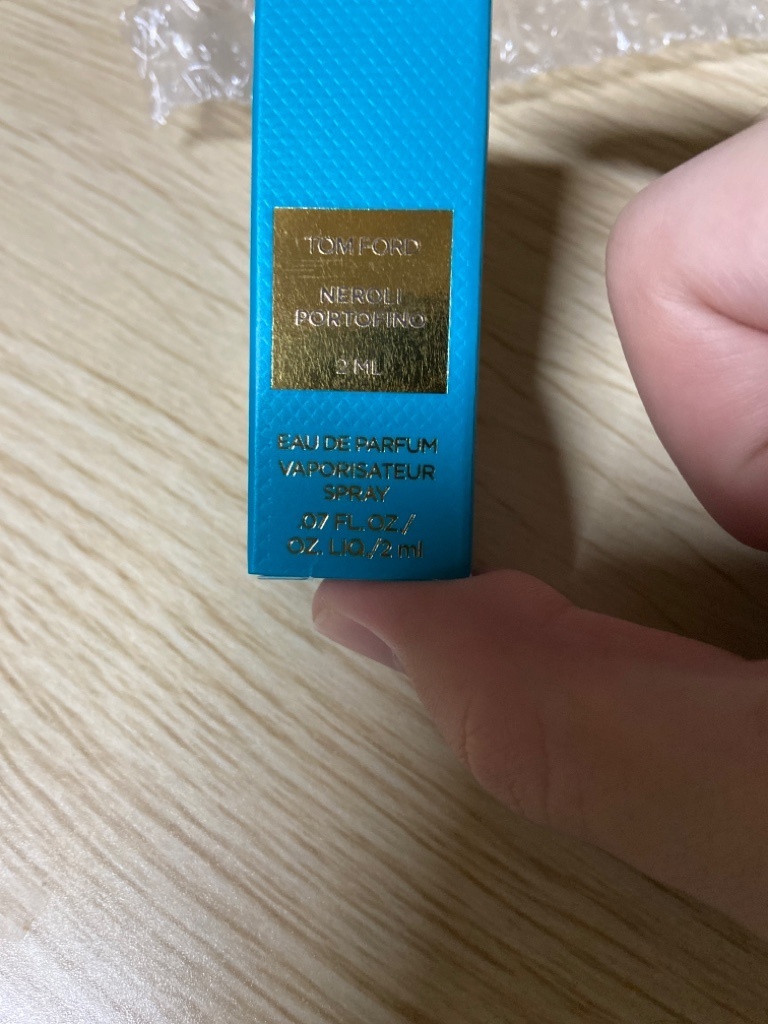 TOM FORD
NEROLI
PORTOFINO
2 ML
EAU DE PARFUM
VAPORISATEUR
SPRAY
.07 FL.OZ /
OZ. LIQ./2 ml